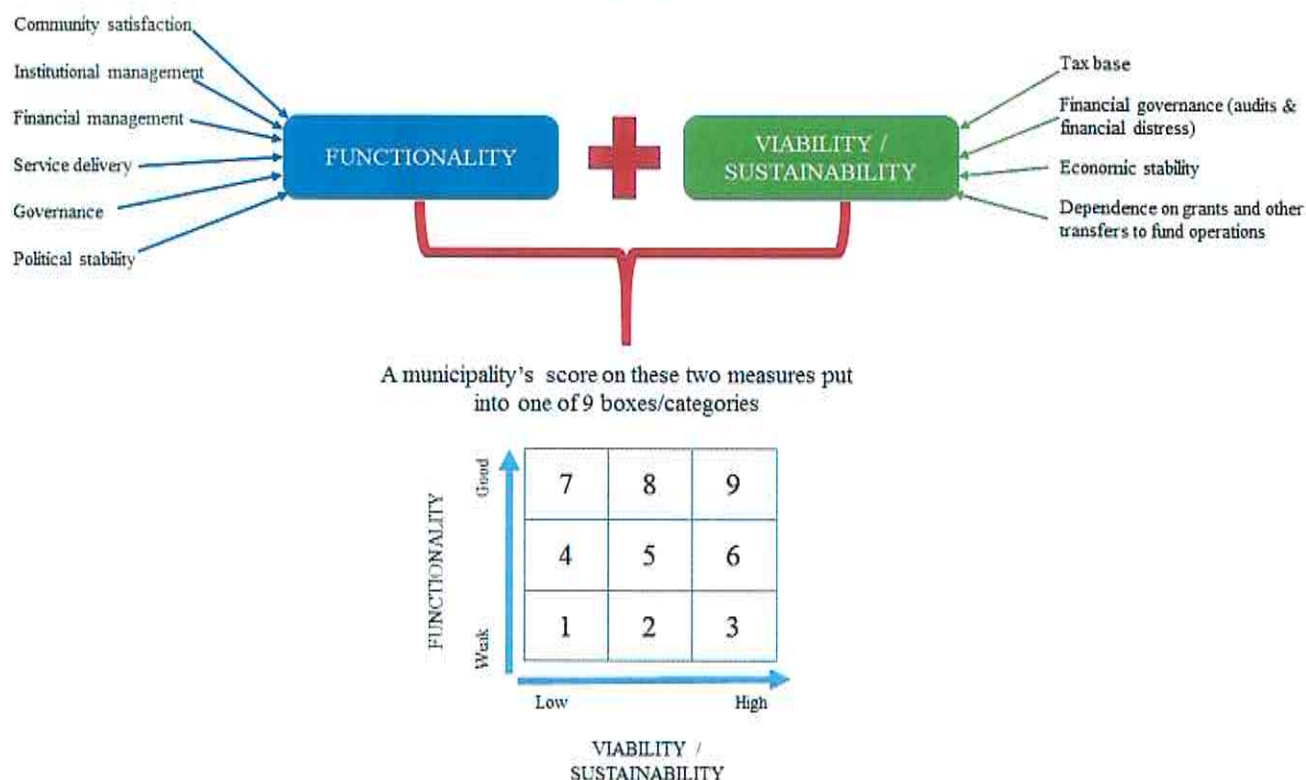 Community satisfaction
Institutional management
Financial management
Service delivery
Governance
Political stability
FUNCTIONALITY
VIABILITY /
SUSTAINABILITY
Tax base
Financial governance (audits &
financial distress)
Economic stability
Dependence on grants and other
transfers to fund operations
A municipality's score on these two measures put
into one of 9 boxes/categories
FUNCTIONALITY
Good
Weak
7 8 9
4 5 6
1 2 3
Low High
VIABILITY /
SUSTAINABILITY